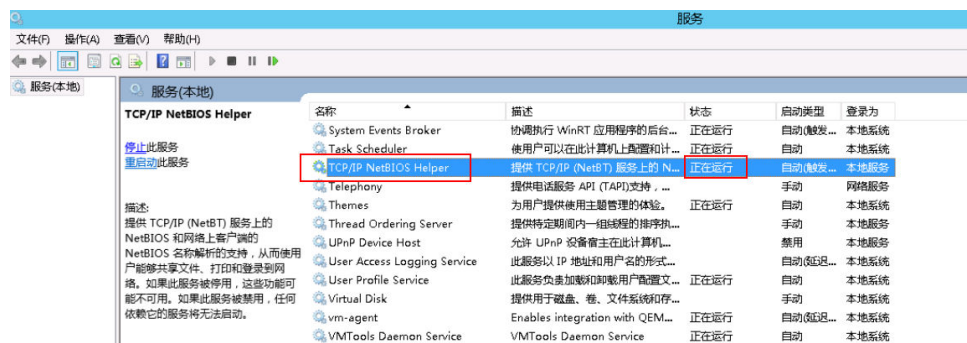 服务
文件(F) 操作(A) 查看(V) 帮助(H)
服务(本地)
服务(本地)
TCP/IP NetBIOS Helper
停止此服务
重启动此服务
描述:
提供 TCP/IP (NetBT) 服务上的
NetBIOS 和网络上客户端的
NetBIOS 名称解析的支持，从而使用
户能够共享文件、打印和登录到网
络。如果此服务被停用，这些功能可
能不可用。如果此服务被禁用，任何
依赖它的服务将无法启动。
名称 描述 状态 启动类型 登录为
System Events Broker 协调执行 WinRT 应用程序的后台... 正在运行 自动(触发... 本地系统
Task Scheduler 使用户可以在此计算机上配置和计... 正在运行 自动 本地系统
TCP/IP NetBIOS Helper 提供 TCP/IP (NetBT) 服务上的 N... 正在运行 自动(触发... 本地服务
Telephony 提供电话服务 API (TAPI)支持，... 手动 网络服务
Themes 为用户提供使用主题管理的体验。 正在运行 自动 本地系统
Thread Ordering Server 提供特定期间内一组线程的排序执... 手动 本地服务
UPnP Device Host 允许 UPnP 设备宿主在此计算机... 禁用 本地服务
User Access Logging Service 此服务以 IP 地址和用户名的形式... 自动(延迟... 本地系统
User Profile Service 此服务负责加载和卸载用户配置文... 正在运行 自动 本地系统
Virtual Disk 提供用于磁盘、卷、文件系统和存... 手动 本地系统
vm-agent Enables integration with QEM... 正在运行 自动(延迟... 本地系统
VMTools Daemon Service VMTools Daemon Service 正在运行 自动 本地系统